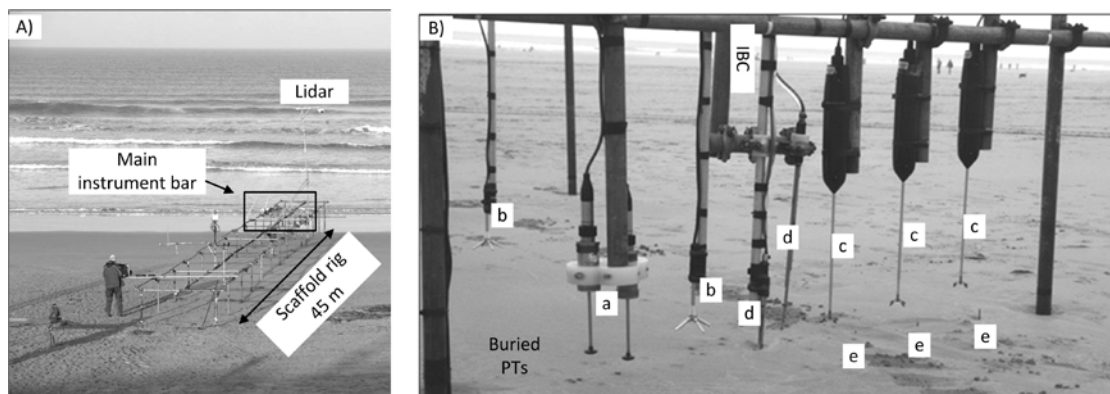 A)
Lidar
Main
instrument bar
Scaffold rig
45 m
B)
IBC
b
d
c
c
c
b
a
d
e
e
e
Buried
PTs